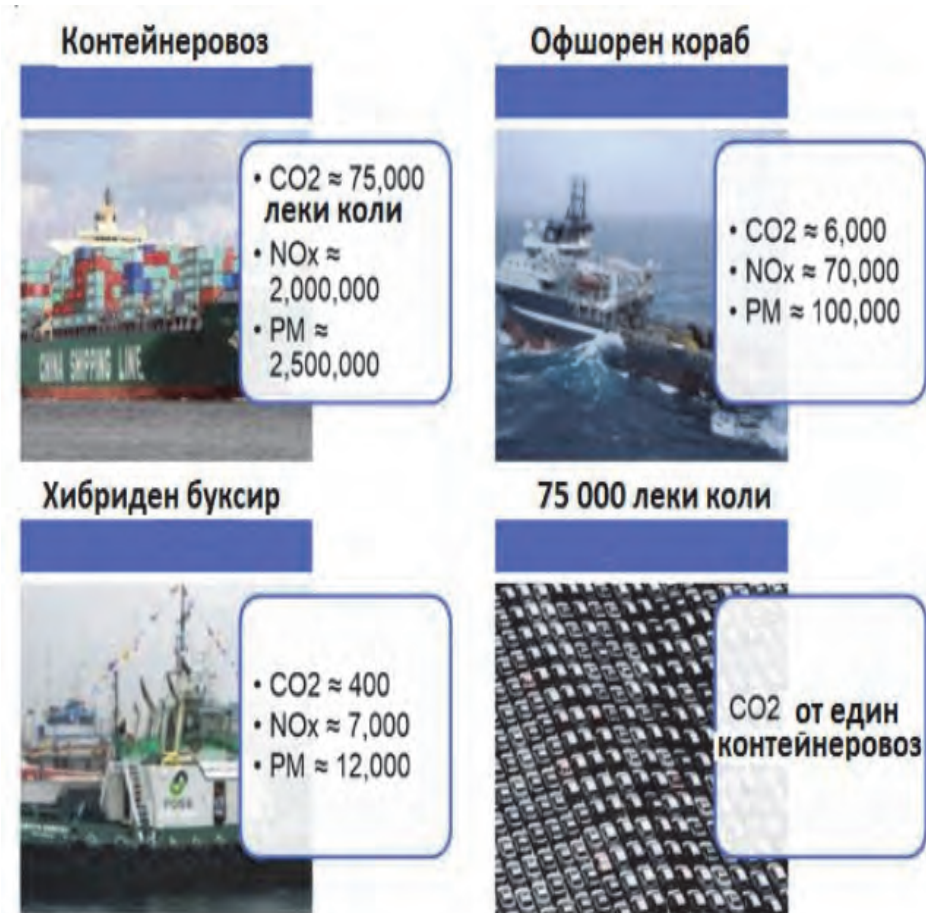 Контейнеровоз
• CO2 ≈ 75,000
леки коли
• NOx ≈
2,000,000
• PM ≈
2,500,000
CHINA SHIPPING LINE
Офшорен кораб
• CO2 ≈ 6,000
• NOx ≈ 70,000
• PM ≈ 100,000
Хибриден буксир
• CO2 ≈ 400
• NOx ≈ 7,000
• PM ≈ 12,000
FOSS
75 000 леки коли
CO2 от един
контейнеровоз